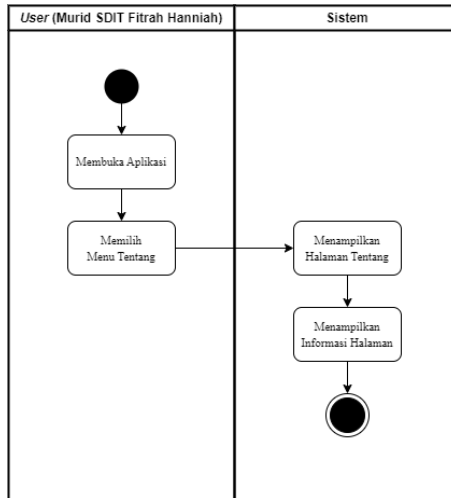 User (Murid SDIT Fitrah Hanniah)
Sistem
Membuka Aplikasi
Memilih
Menu Tentang
Menampilkan
Halaman Tentang
Menampilkan
Informasi Halaman